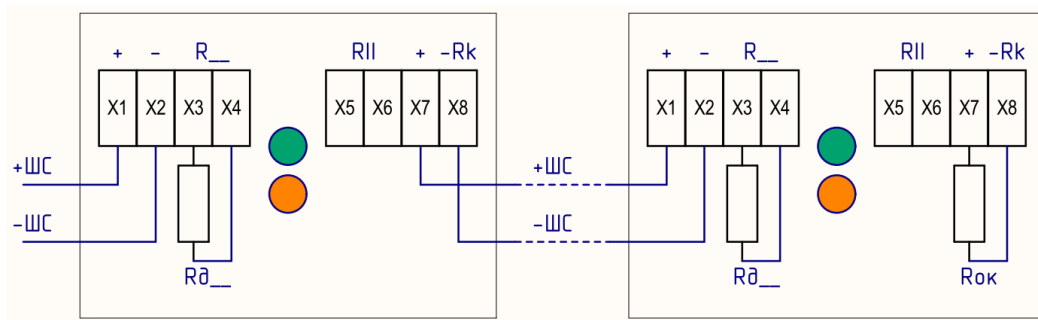 + - R__ RII + -Rk + - R__ RII + -Rk
X1 X2 X3 X4 X5 X6 X7 X8 X1 X2 X3 X4 X5 X6 X7 X8
+ШС +ШС
-ШС -ШС
Rд__ Rд__ Rок